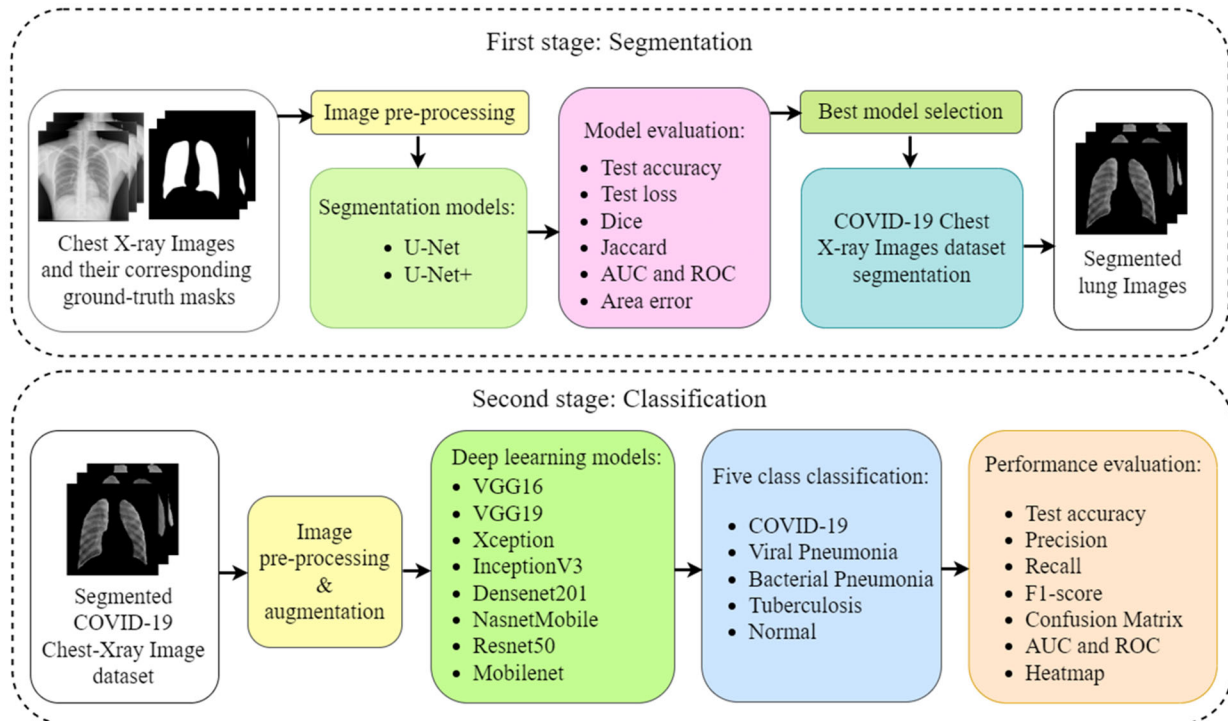 First stage: Segmentation
Chest X-ray Images
and their corresponding
ground-truth masks
Image pre-processing
Segmentation models:
• U-Net
• U-Net+
Model evaluation:
• Test accuracy
• Test loss
• Dice
• Jaccard
• AUC and ROC
• Area error
Best model selection
COVID-19 Chest
X-ray Images dataset
segmentation
Segmented
lung Images
Second stage: Classification
Segmented
COVID-19
Chest-Xray Image
dataset
Image
pre-processing
&
augmentation
Deep leearning models:
• VGG16
• VGG19
• Xception
• InceptionV3
• Densenet201
• NasnetMobile
• Resnet50
• Mobilenet
Five class classification:
• COVID-19
• Viral Pneumonia
• Bacterial Pneumonia
• Tuberculosis
• Normal
Performance evaluation:
• Test accuracy
• Precision
• Recall
• F1-score
• Confusion Matrix
• AUC and ROC
• Heatmap